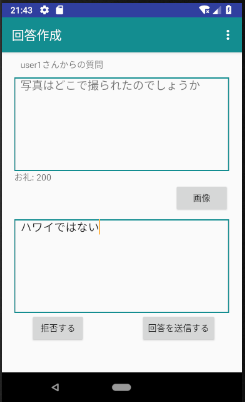 21:43
回答作成
user1さんからの質問
写真はどこで撮られたのでしょうか
お礼: 200
画像
ハワイではない
拒否する
回答を送信する